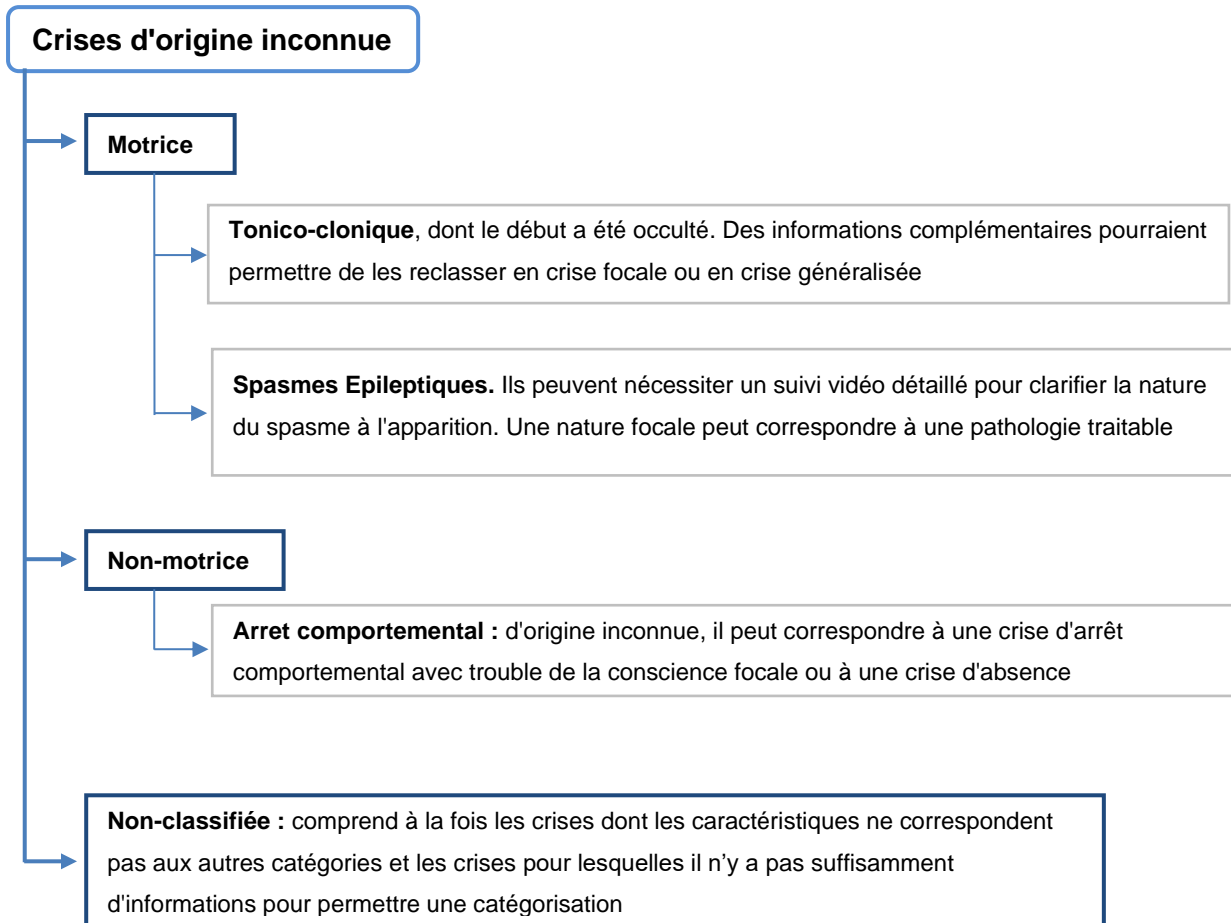 Crises d'origine inconnue
Motrice
Tonico-clonique, dont le début a été occulté. Des informations complémentaires pourraient
permettre de les reclasser en crise focale ou en crise généralisée
Spasmes Epileptiques. Ils peuvent nécessiter un suivi vidéo détaillé pour clarifier la nature
du spasme à l'apparition. Une nature focale peut correspondre à une pathologie traitable
Non-motrice
Arret comportemental : d'origine inconnue, il peut correspondre à une crise d'arrêt
comportemental avec trouble de la conscience focale ou à une crise d'absence
Non-classifiée : comprend à la fois les crises dont les caractéristiques ne correspondent
pas aux autres catégories et les crises pour lesquelles il n’y a pas suffisamment
d'informations pour permettre une catégorisation